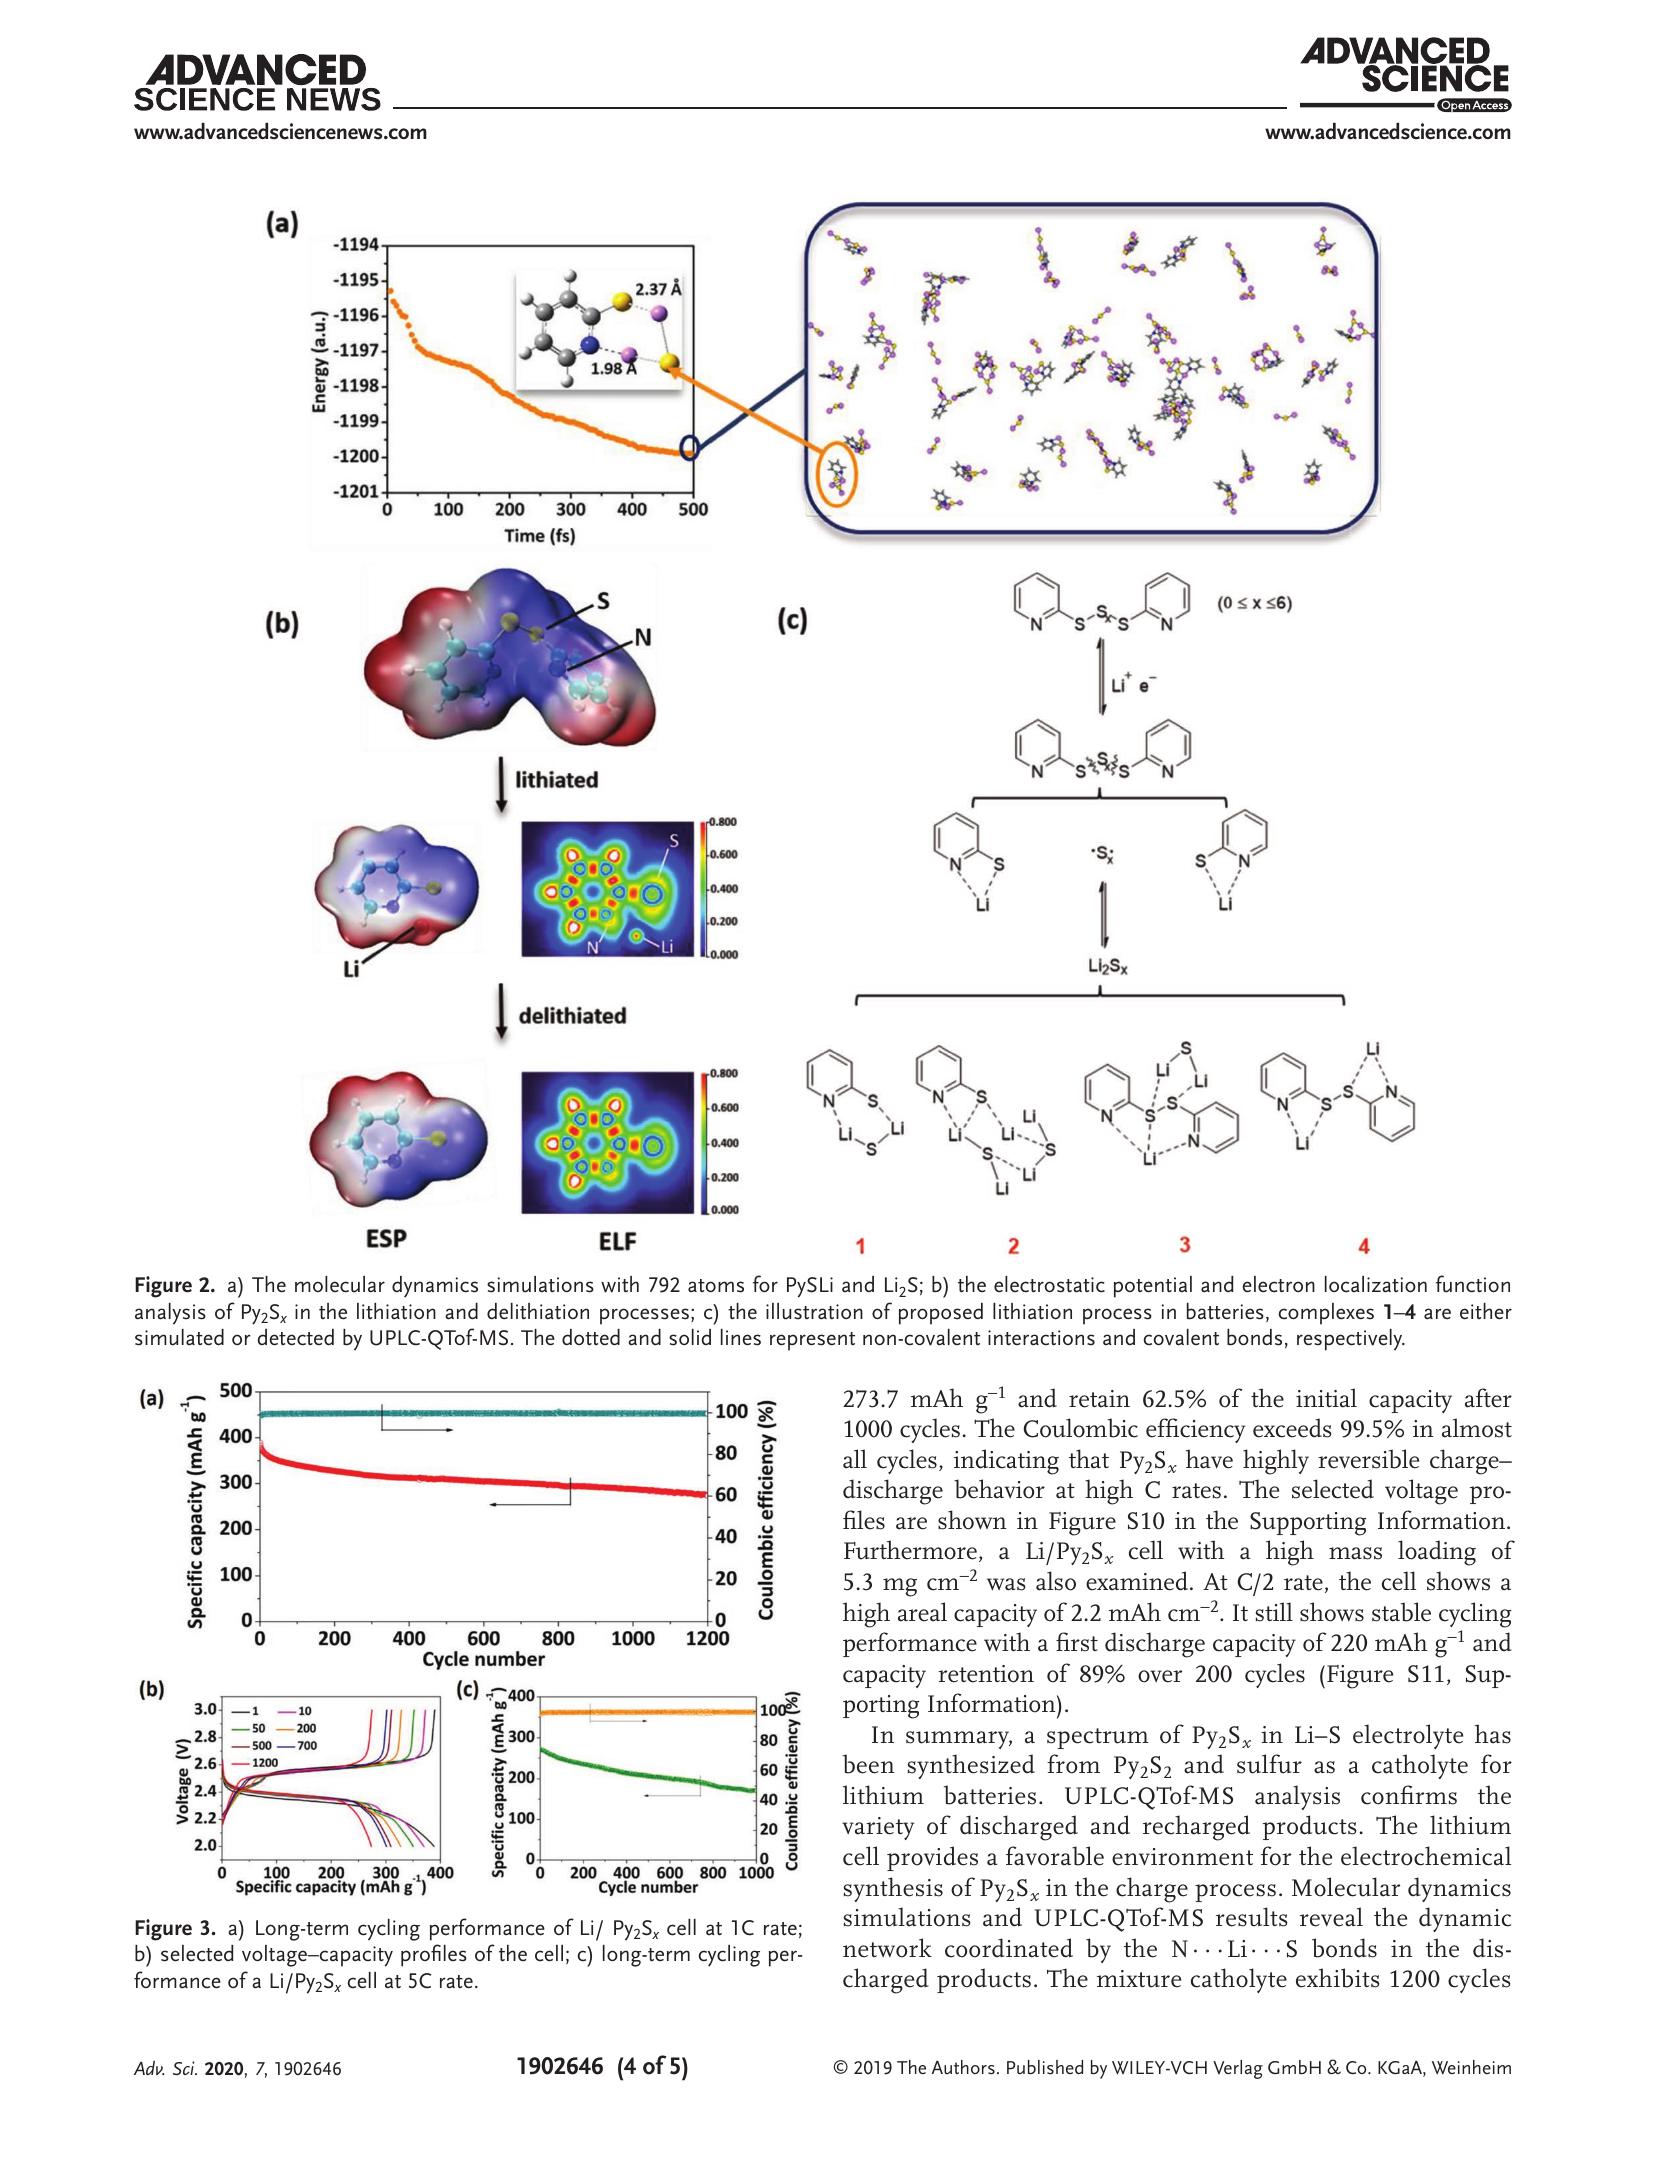 ADVANCED
SCIENCE NEWS
www.advancedsciencenews.com
ADVANCED
SCIENCE
Open Access
www.advancedscience.com
(a)
-1194
-1195
-1196
-1197
-1198
-1199
-1200
-1201
Energy (a.u.)
0 100 200 300 400 500
Time (fs)
2.37 Å
1.98 Å
(b)
S
N
lithiated
Li
0.800
0.600
0.400
0.200
0.000
S
N
Li
delithiated
0.800
0.600
0.400
0.200
0.000
ESP
ELF
(c)
N S Sx S N
(0 ≤ x ≤6)
Li+ e−
N S Sx S N
N S
Li
·Sx:
S N
Li
Li2Sx
N S
Li S Li
N S
Li Li Li
S S
Li Li
S
Li Li
N S S N
Li
Li
S S N
N
Li
1
2
3
4
Figure 2. a) The molecular dynamics simulations with 792 atoms for PySLi and Li2S; b) the electrostatic potential and electron localization function
analysis of Py2Sx in the lithiation and delithiation processes; c) the illustration of proposed lithiation process in batteries, complexes 1–4 are either
simulated or detected by UPLC-QTof-MS. The dotted and solid lines represent non-covalent interactions and covalent bonds, respectively.
(a)
500
400
300
200
100
0
Specific capacity (mAh g-1)
100
80
60
40
20
0
Coulombic efficiency (%)
0 200 400 600 800 1000 1200
Cycle number
(b)
3.0
2.8
2.6
2.4
2.2
2.0
Voltage (V)
1 10
50 200
500 700
1200
0 100 200 300 400
Specific capacity (mAh g-1)
(c)
400
300
200
100
0
Specific capacity (mAh g-1)
100
80
60
40
20
0
Coulombic efficiency (%)
0 200 400 600 800 1000
Cycle number
Figure 3. a) Long-term cycling performance of Li/ Py2Sx cell at 1C rate;
b) selected voltage–capacity profiles of the cell; c) long-term cycling per-
formance of a Li/Py2Sx cell at 5C rate.
273.7 mAh g−1 and retain 62.5% of the initial capacity after
1000 cycles. The Coulombic efficiency exceeds 99.5% in almost
all cycles, indicating that Py2Sx have highly reversible charge–
discharge behavior at high C rates. The selected voltage pro-
files are shown in Figure S10 in the Supporting Information.
Furthermore, a Li/Py2Sx cell with a high mass loading of
5.3 mg cm−2 was also examined. At C/2 rate, the cell shows a
high areal capacity of 2.2 mAh cm−2. It still shows stable cycling
performance with a first discharge capacity of 220 mAh g−1 and
capacity retention of 89% over 200 cycles (Figure S11, Sup-
porting Information).
In summary, a spectrum of Py2Sx in Li–S electrolyte has
been synthesized from Py2S2 and sulfur as a catholyte for
lithium batteries. UPLC-QTof-MS analysis confirms the
variety of discharged and recharged products. The lithium
cell provides a favorable environment for the electrochemical
synthesis of Py2Sx in the charge process. Molecular dynamics
simulations and UPLC-QTof-MS results reveal the dynamic
network coordinated by the N···Li···S bonds in the dis-
charged products. The mixture catholyte exhibits 1200 cycles
Adv. Sci. 2020, 7, 1902646
1902646 (4 of 5)
© 2019 The Authors. Published by WILEY-VCH Verlag GmbH & Co. KGaA, Weinheim